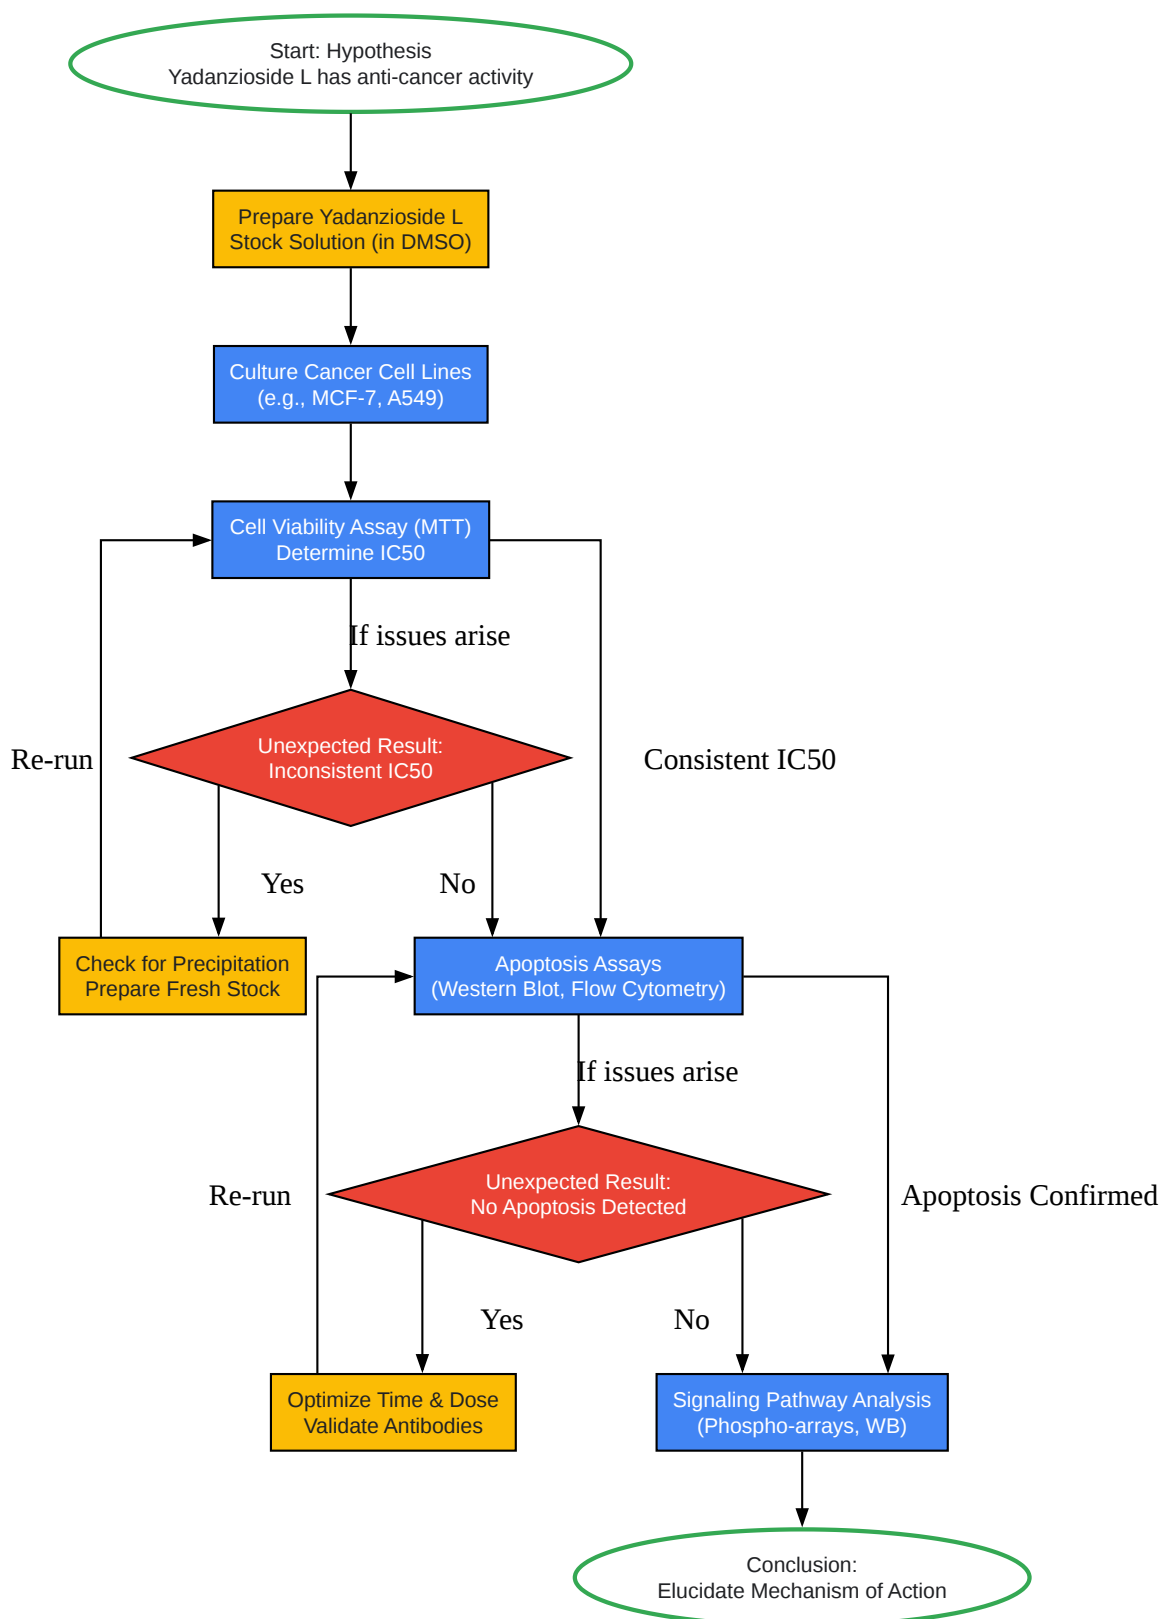 Start: Hypothesis
Yadanzioside L has anti-cancer activity
Prepare Yadanzioside L
Stock Solution (in DMSO)
Culture Cancer Cell Lines
(e.g., MCF-7, A549)
Cell Viability Assay (MTT)
Determine IC50
If issues arise
Unexpected Result:
Inconsistent IC50
Re-run
Consistent IC50
Yes
No
Check for Precipitation
Prepare Fresh Stock
Apoptosis Assays
(Western Blot, Flow Cytometry)
If issues arise
Unexpected Result:
No Apoptosis Detected
Re-run
Apoptosis Confirmed
Yes
No
Optimize Time & Dose
Validate Antibodies
Signaling Pathway Analysis
(Phospho-arrays, WB)
Conclusion:
Elucidate Mechanism of Action